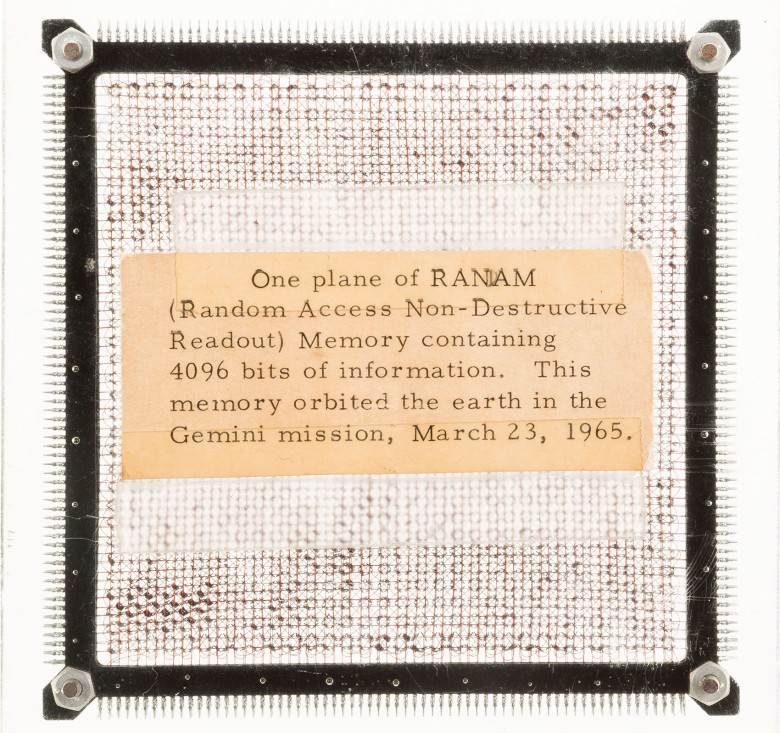 One plane of RANAM
(Random Access Non-Destructive
Readout) Memory containing
4096 bits of information. This
memory orbited the earth in the
Gemini mission, March 23, 1965.